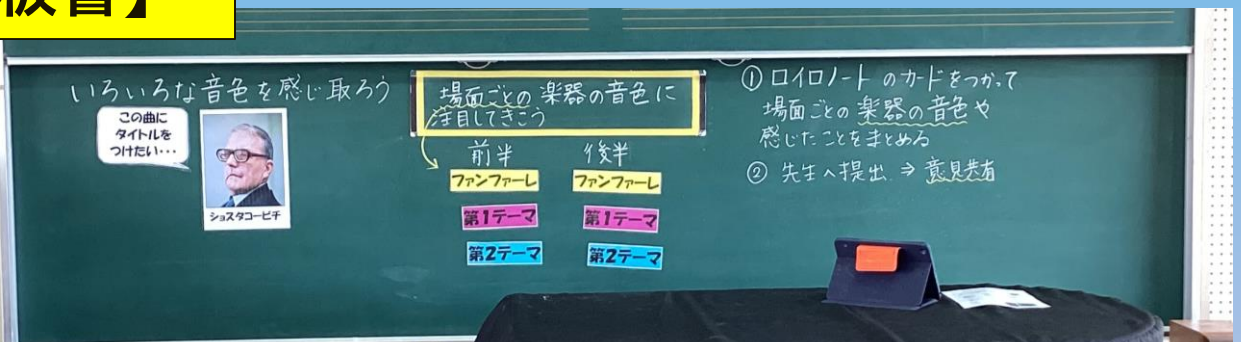 板書】
いろいろな音色を感じ取ろう
この曲に
タイトルを
つけたい…
ショスタコービチ
場面ごとの楽器の音色に
注目してきこう
前半
後半
ファンファーレ
ファンファーレ
第1テーマ
第1テーマ
第2テーマ
第2テーマ
① ロイロノートのカードをつかって
場面ごとの楽器の音色や
感じたことをまとめる
② 先生へ提出 ⇒ 意見共有